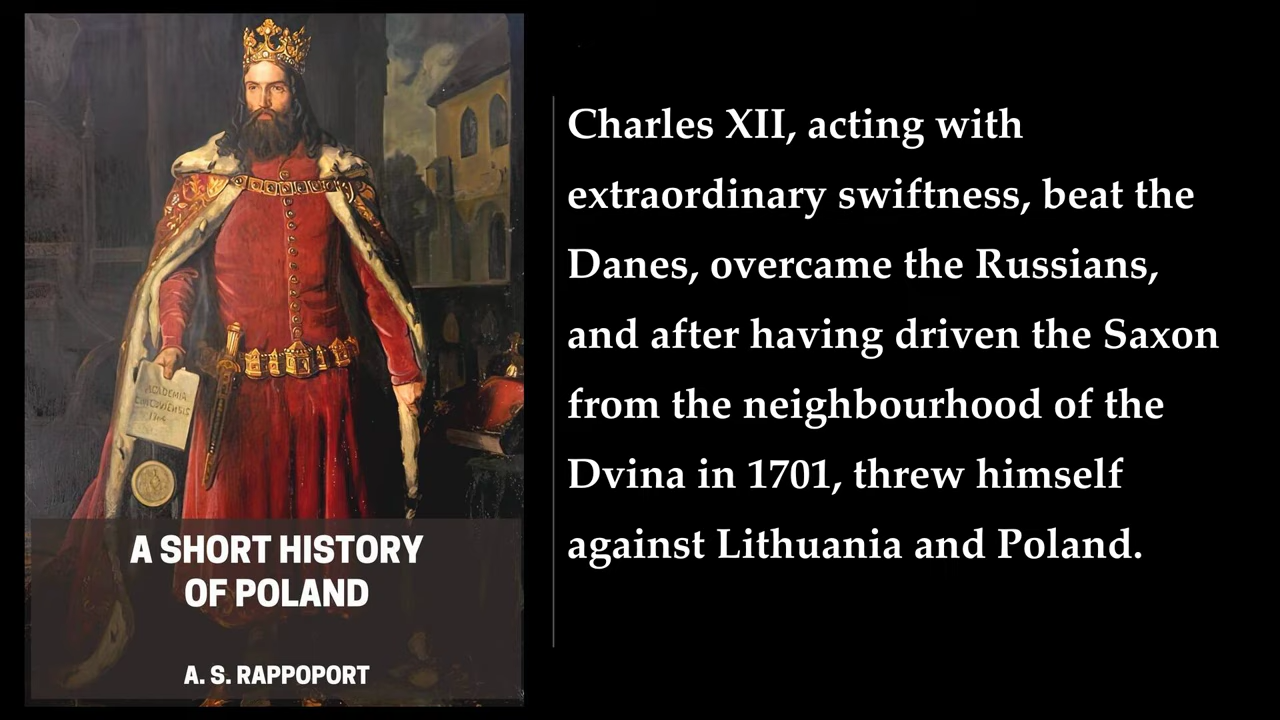 ACADEMIA
A SHORT HISTORY
OF POLAND
A. S. RAPPOPORT
Charles XII, acting with
extraordinary swiftness, beat the
Danes, overcame the Russians,
and after having driven the Saxon
from the neighbourhood of the
Dvina in 1701, threw himself
against Lithuania and Poland.